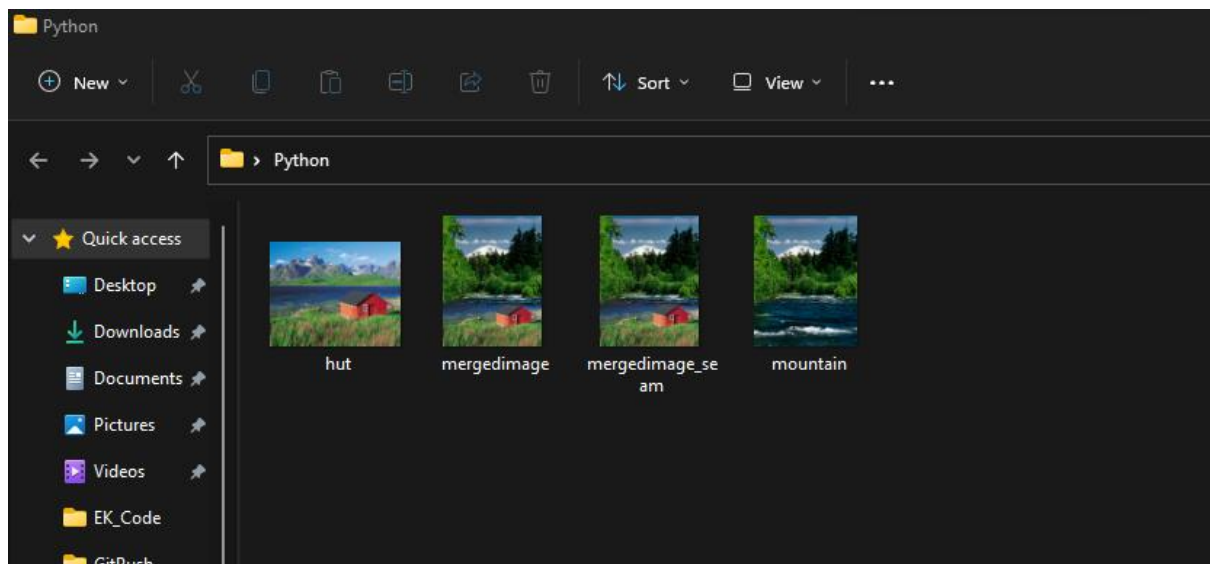 Python
New
Sort
View
Python
Quick access
Desktop
Downloads
Documents
Pictures
Videos
EK_Code
hut
mergedimage
mergedimage_se
am
mountain